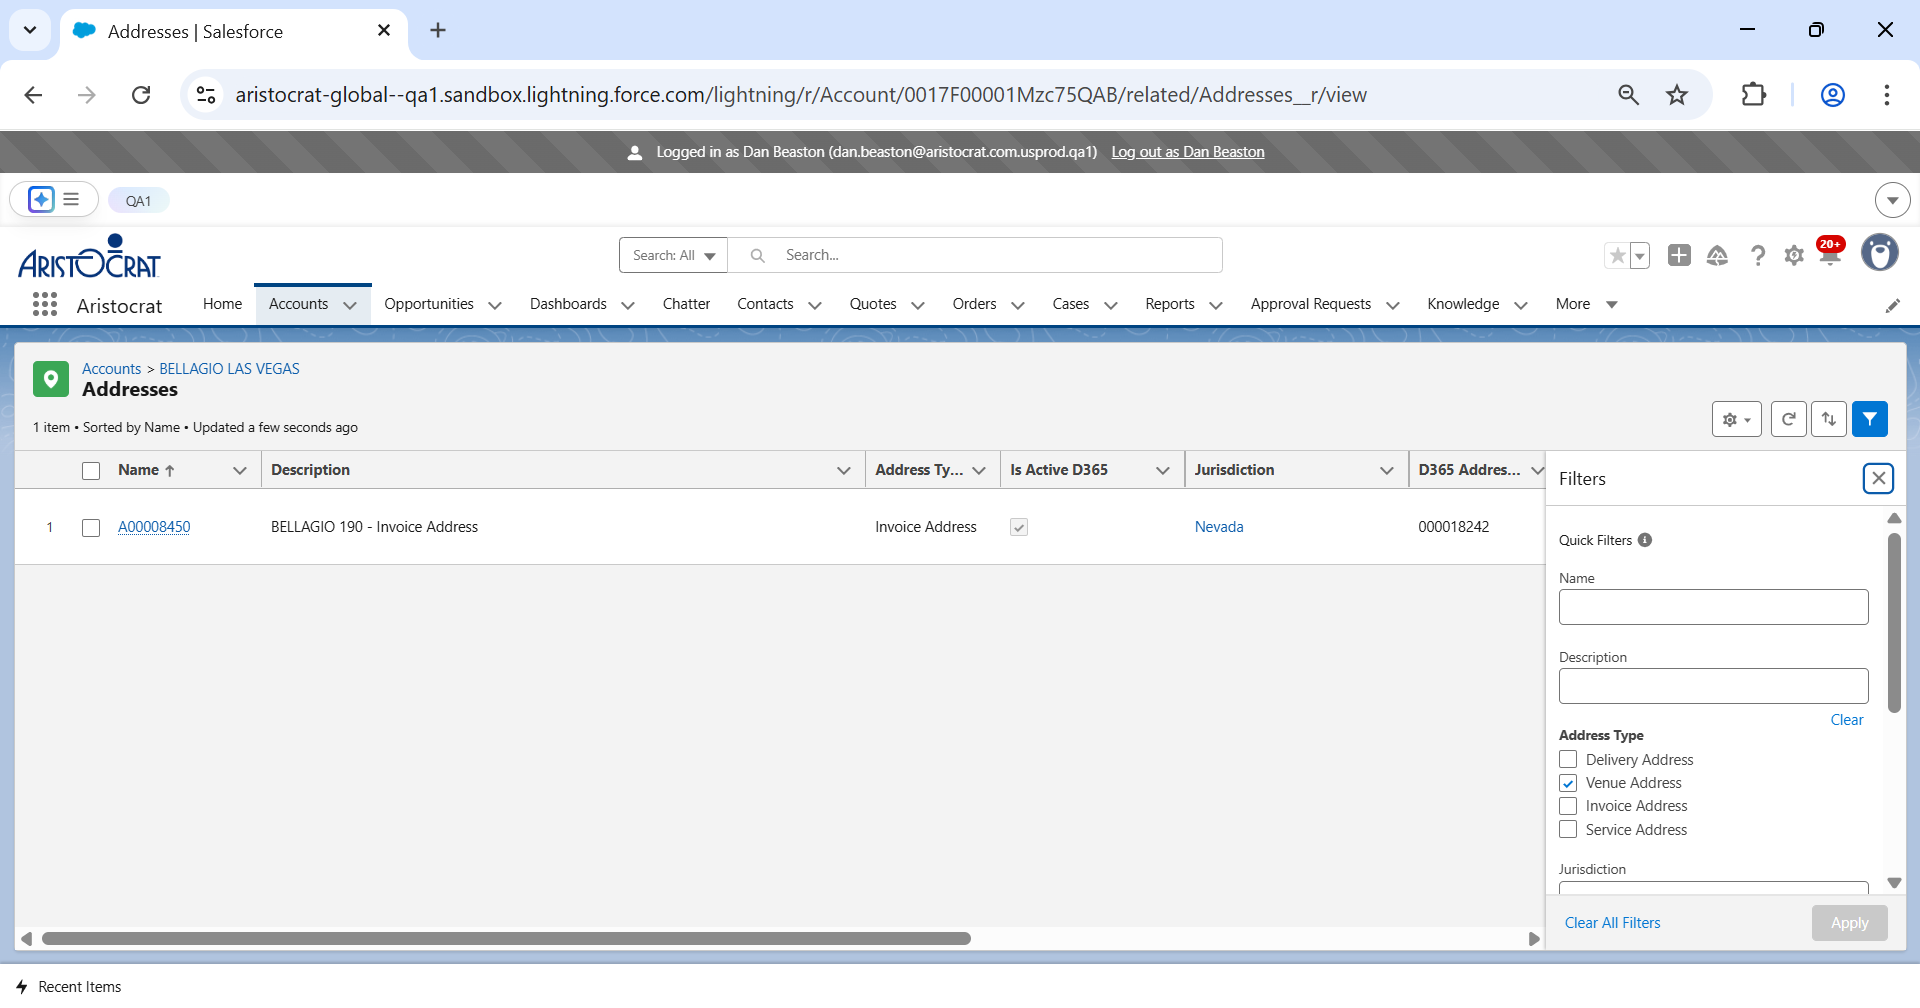 Addresses | Salesforce
aristocrat-global--qa1.sandbox.lightning.force.com/lightning/r/Account/0017F00001Mzc75QAB/related/Addresses__r/view
Logged in as Dan Beaston (dan.beaston@aristocrat.com.usprod.qa1) Log out as Dan Beaston
QA1
ARISTOCRAT
Search: All
Search...
20+
Aristocrat
Home
Accounts
Opportunities
Dashboards
Chatter
Contacts
Quotes
Orders
Cases
Reports
Approval Requests
Knowledge
More
Accounts > BELLAGIO LAS VEGAS
Addresses
1 item • Sorted by Name • Updated a few seconds ago
Name
Description
Address Ty...
Is Active D365
Jurisdiction
D365 Addres...
1
A00008450
BELLAGIO 190 - Invoice Address
Invoice Address
Nevada
000018242
Filters
Quick Filters
Name
Description
Clear
Address Type
Delivery Address
Venue Address
Invoice Address
Service Address
Jurisdiction
Clear All Filters
Apply
Recent Items